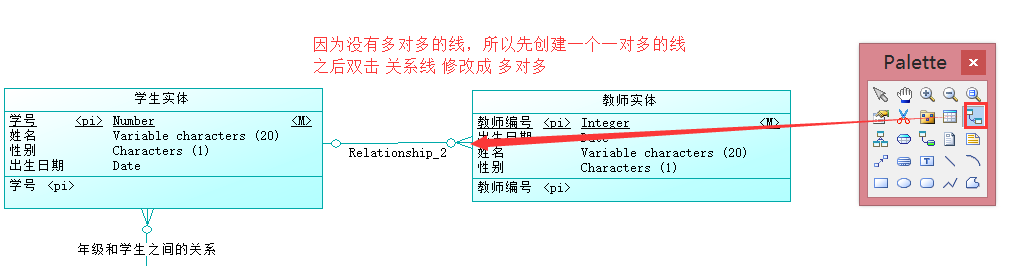 因为没有多对多的线，所以先创建一个一对多的线
之后双击 关系线 修改成 多对多
Palette
学生实体
学号 <pi> Number <M>
姓名 Variable characters (20)
性别 Characters (1)
出生日期 Date
学号 <pi>
Relationship_2
教师实体
教师编号 <pi> Integer <M>
出生日期 Date
姓名 Variable characters (20)
性别 Characters (1)
教师编号 <pi>
年级和学生之间的关系